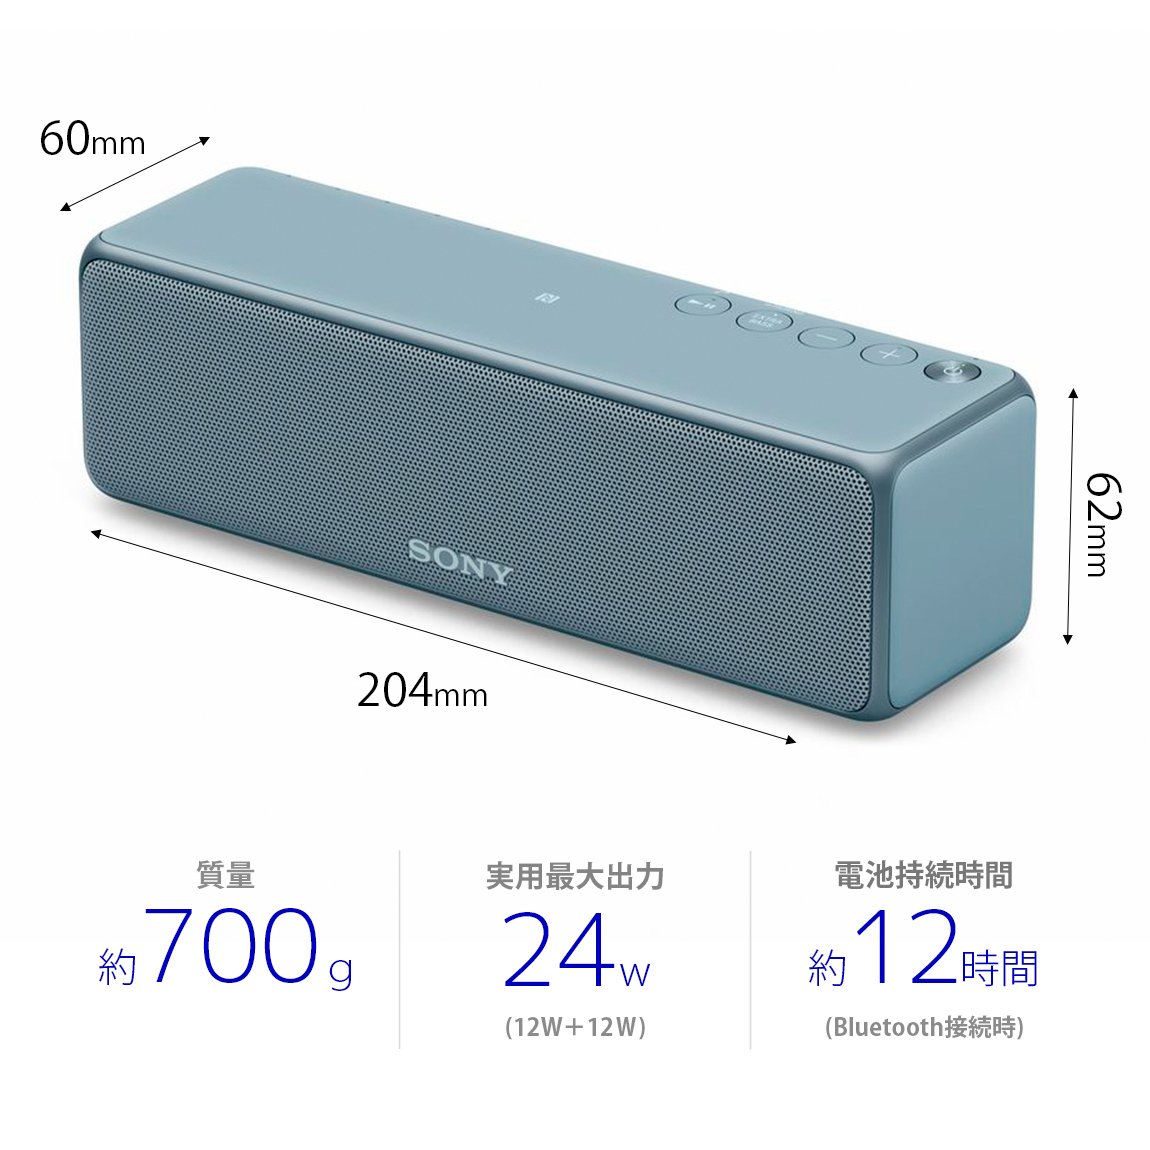 60mm
EXTRA
BASS
62mm
SONY
204mm
質量
約700g
実用最大出力
24w
(12W＋12W)
電池持続時間
約12時間
(Bluetooth接続時)